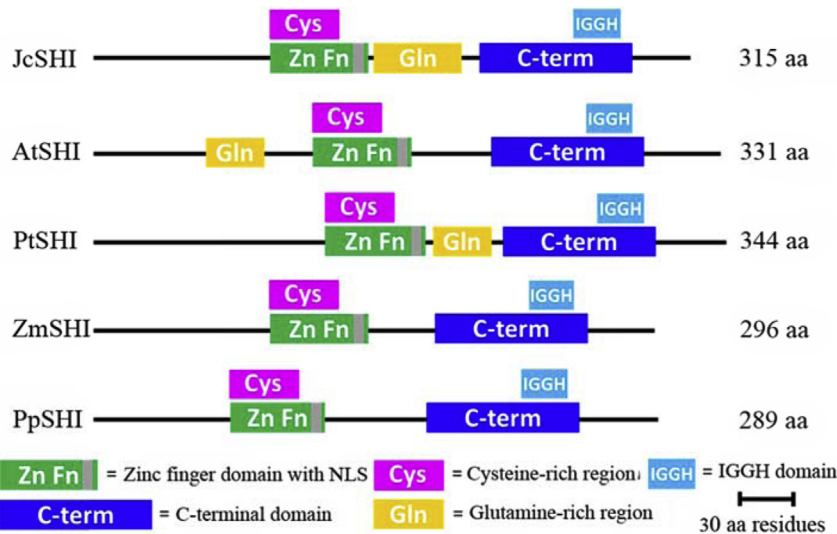 Cys IGGH
JcSHI Zn Fn Gln C-term 315 aa
Cys IGGH
AtSHI Gln Zn Fn C-term 331 aa
Cys IGGH
PtSHI Zn Fn Gln C-term 344 aa
Cys IGGH
ZmSHI Zn Fn C-term 296 aa
Cys IGGH
PpSHI Zn Fn C-term 289 aa
Zn Fn = Zinc finger domain with NLS Cys = Cysteine-rich region, IGGH = IGGH domain
C-term = C-terminal domain Gln = Glutamine-rich region
30 aa residues